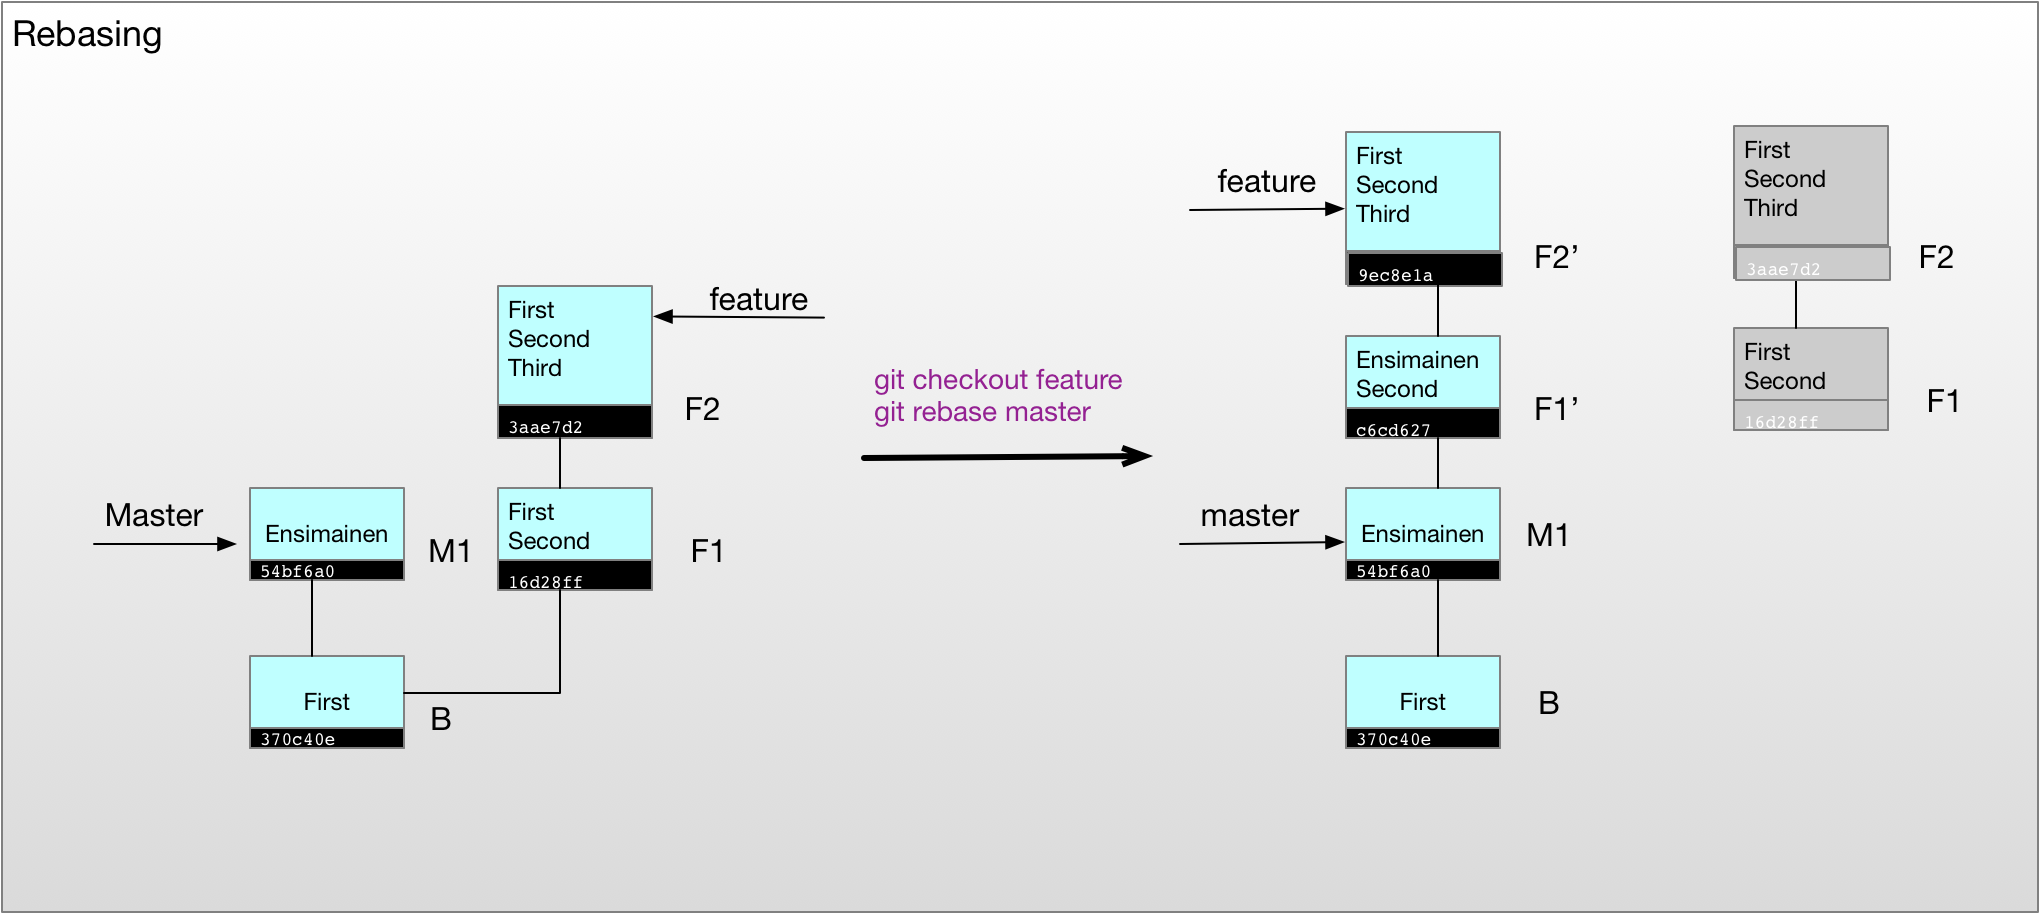 Rebasing
First
Second
Third
3aae7d2
feature
F2
Master
Ensimainen
54bf6a0
M1
First
Second
16d28ff
F1
First
370c40e
B
git checkout feature
git rebase master
feature
First
Second
Third
9ec8e1a
F2’
Ensimainen
Second
c6cd627
F1’
master
Ensimainen
54bf6a0
M1
First
370c40e
B
First
Second
Third
3aae7d2
F2
First
Second
16d28ff
F1